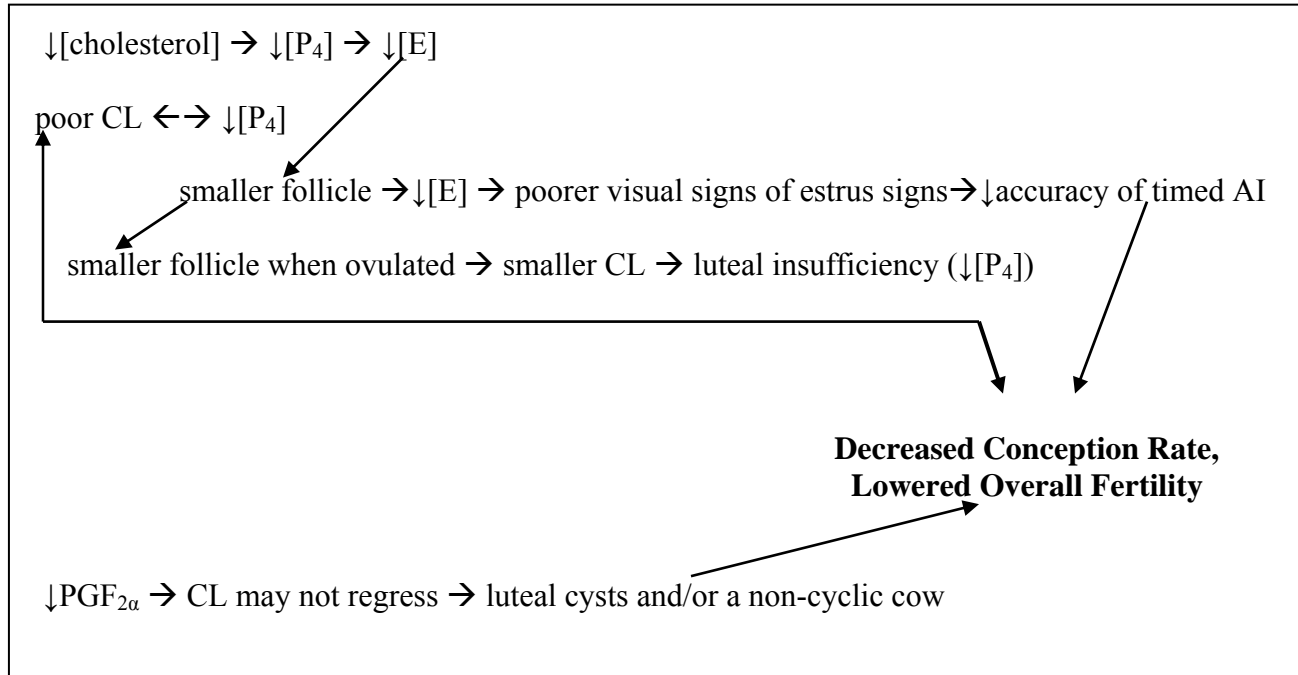 ↓[cholesterol] → ↓[P₄] → ↓[E]
poor CL ←→ ↓[P₄]
smaller follicle →↓[E] → poorer visual signs of estrus signs→↓accuracy of timed AI
smaller follicle when ovulated → smaller CL → luteal insufficiency (↓[P₄])
Decreased Conception Rate,
Lowered Overall Fertility
↓PGF₂α → CL may not regress → luteal cysts and/or a non-cyclic cow